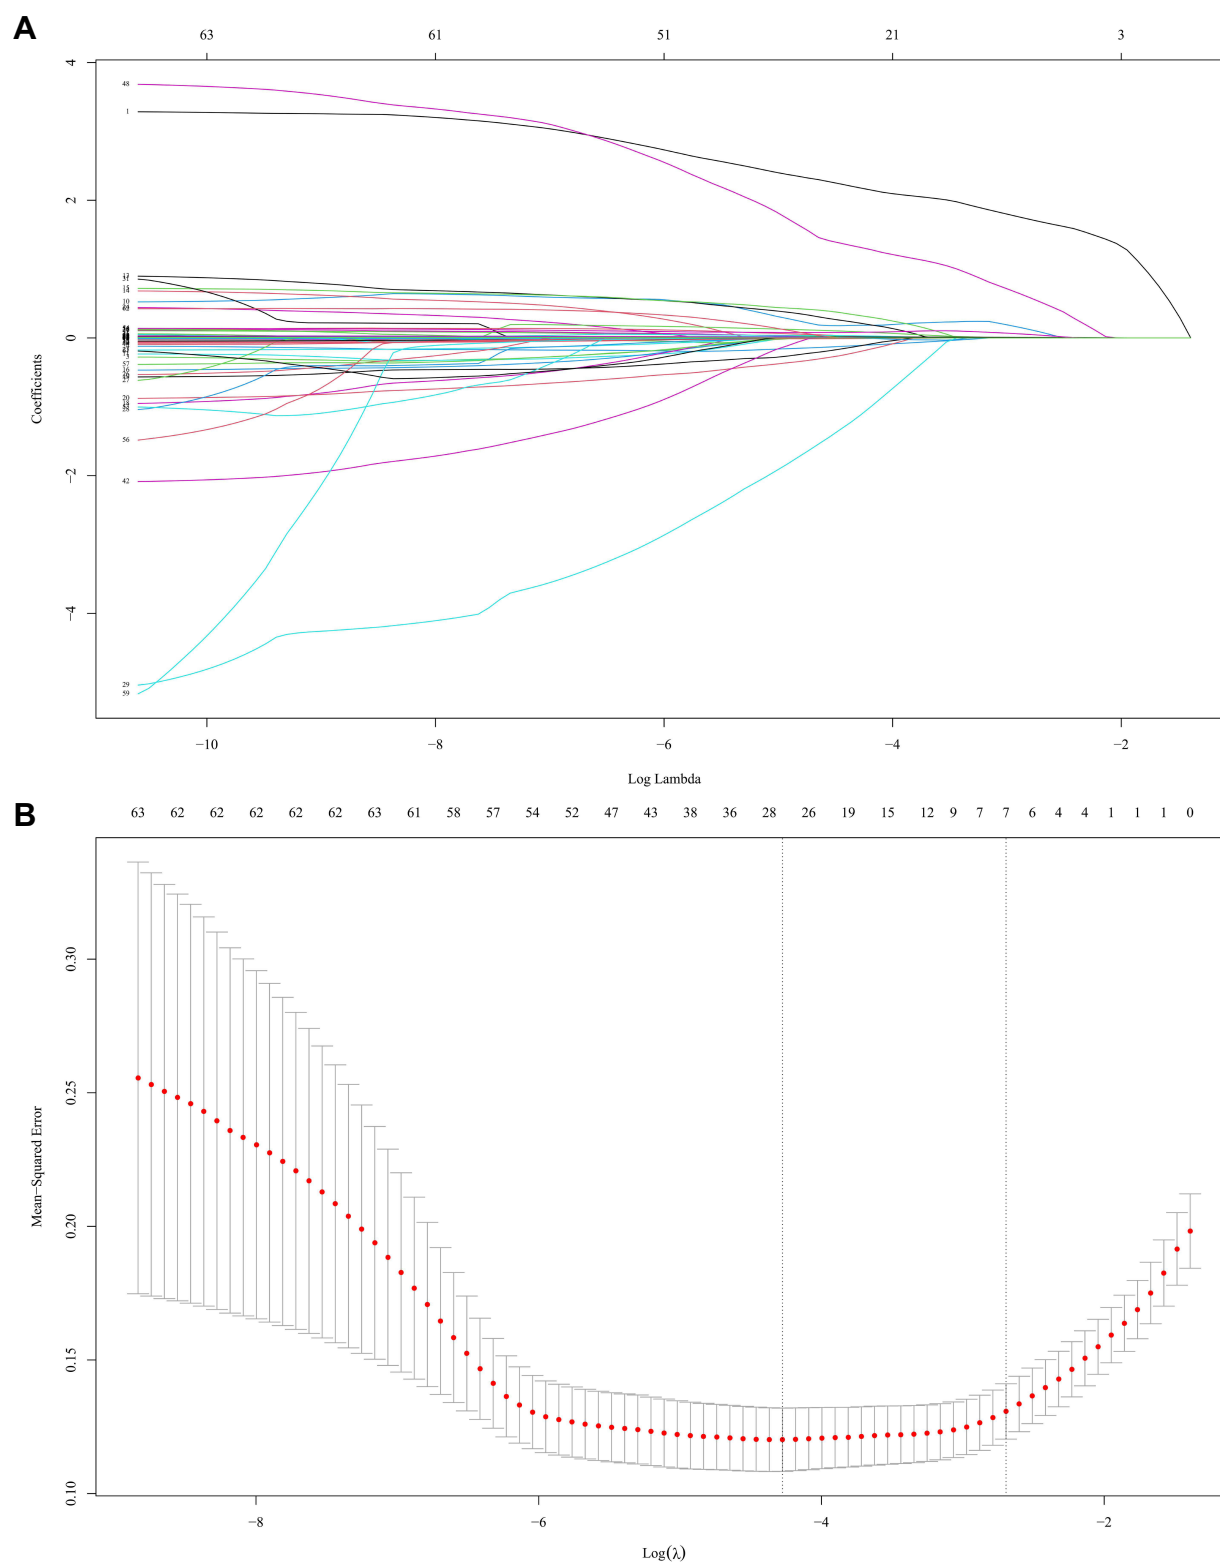 A
63 61 51 21 3
4
48
1
2
10
0
27
20
56
−2
42
−4
29
59
Coefficients
−10 −8 −6 −4 −2
Log Lambda
B
63 62 62 62 62 62 63 61 58 57 54 52 47 43 38 36 28 26 19 15 12 9 7 7 6 4 4 1 1 1 0
0.30
0.25
0.20
0.15
0.10
Mean−Squared Error
−8 −6 −4 −2
Log(λ)